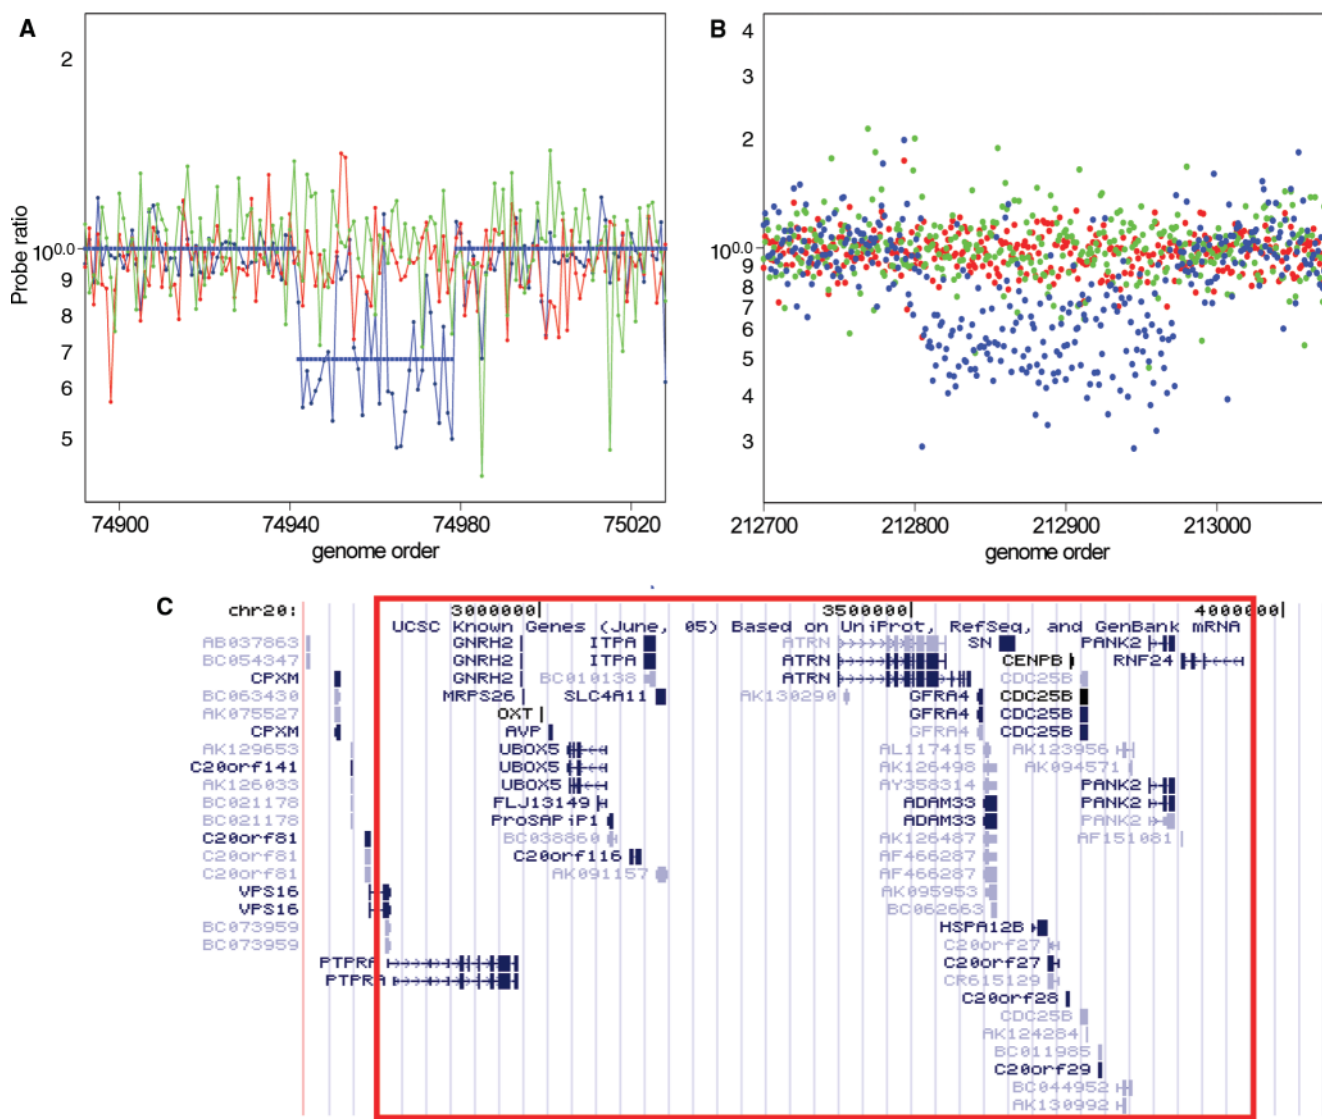 A
2
10^0.0
9
8
7
6
5
Probe ratio
74900 74940 74980 75020
genome order
B
4
3
2
10^0.0
9
8
7
6
5
4
3
212700 212800 212900 213000
genome order
C
chr20: 3000000 3500000 4000000
UCSC Known Genes (June, 05) Based on UniProt, RefSeq, and GenBank mRNA
AB037863 GNRH2 ITPA ATRN SN PANK2
BC054347 GNRH2 ITPA ATRN CENPB RNF24
CPXM GNRH2 BC010138 ATRN CDC25B
BC063430 MRPS26 SLC4A11 AK130290 GFRA4 CDC25B
AK075527 OXT GFRA4 CDC25B
CPXM AVP GFRA4 CDC25B
AK129653 UBOX5 AL117415 AK123956
C20orf141 UBOX5 AK126498 AK094571
AK126033 UBOX5 AY358314 PANK2
BC021178 FLJ13149 ADAM33 PANK2
BC021178 ProSAPiP1 ADAM33 PANK2
C20orf81 BC038860 AK126487 AF151081
C20orf81 C20orf116 AF466287
C20orf81 AK091157 AF466287
VPS16 AK095953
VPS16 BC062663
BC073959 HSPA12B
BC073959 C20orf27
PTPRA C20orf27
PTPRA CR615129
C20orf28
CDC25B
AK124284
BC011985
C20orf29
BC044952
AK130992